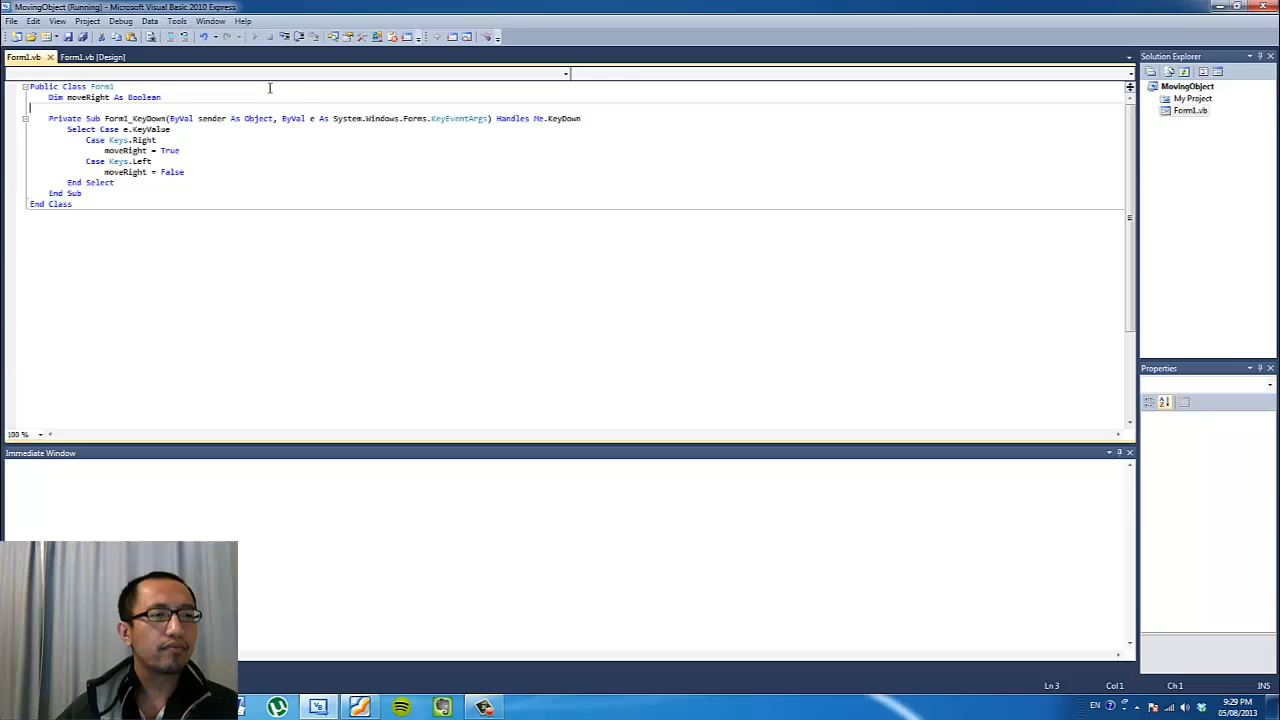 MovingObject (Running) - Microsoft Visual Basic 2010 Express
File Edit View Project Debug Data Tools Window Help
Form1.vb Form1.vb [Design]
Public Class Form1
Dim moveRight As Boolean
Private Sub Form1_KeyDown(ByVal sender As Object, ByVal e As System.Windows.Forms.KeyEventArgs) Handles Me.KeyDown
Select Case e.KeyValue
Case Keys.Right
moveRight = True
Case Keys.Left
moveRight = False
End Select
End Sub
End Class
100 %
Immediate Window
Solution Explorer
MovingObject
My Project
Form1.vb
Properties
Ln 3 Col 1 Ch 1 INS
EN 9:29 PM
05/08/2013